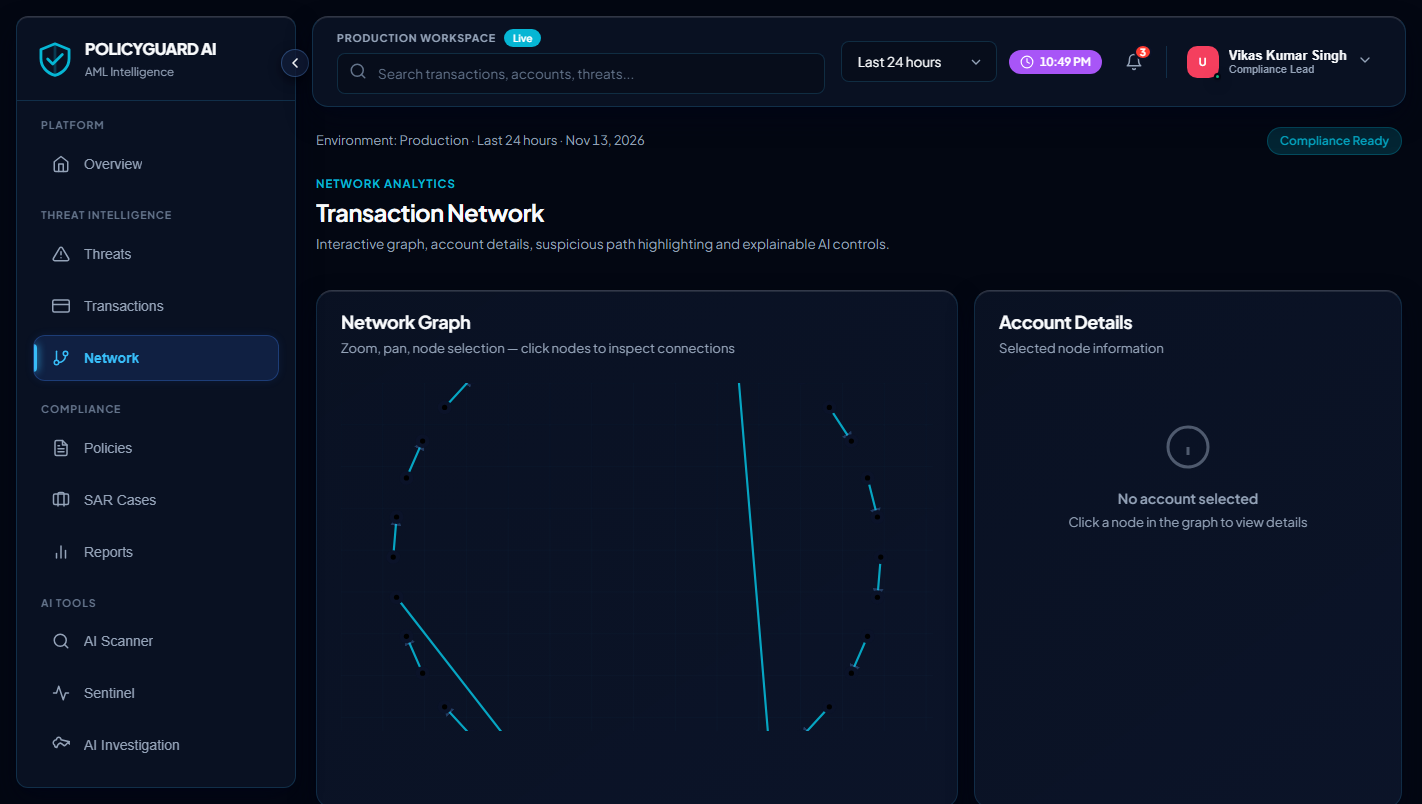 POLICYGUARD AI
AML Intelligence
PLATFORM
Overview
THREAT INTELLIGENCE
Threats
Transactions
Network
COMPLIANCE
Policies
SAR Cases
Reports
AI TOOLS
AI Scanner
Sentinel
AI Investigation
PRODUCTION WORKSPACE Live
Search transactions, accounts, threats...
Last 24 hours
10:49 PM
3
U
Vikas Kumar Singh
Compliance Lead
Environment: Production · Last 24 hours · Nov 13, 2026
Compliance Ready
NETWORK ANALYTICS
Transaction Network
Interactive graph, account details, suspicious path highlighting and explainable AI controls.
Network Graph
Zoom, pan, node selection — click nodes to inspect connections
Account Details
Selected node information
No account selected
Click a node in the graph to view details